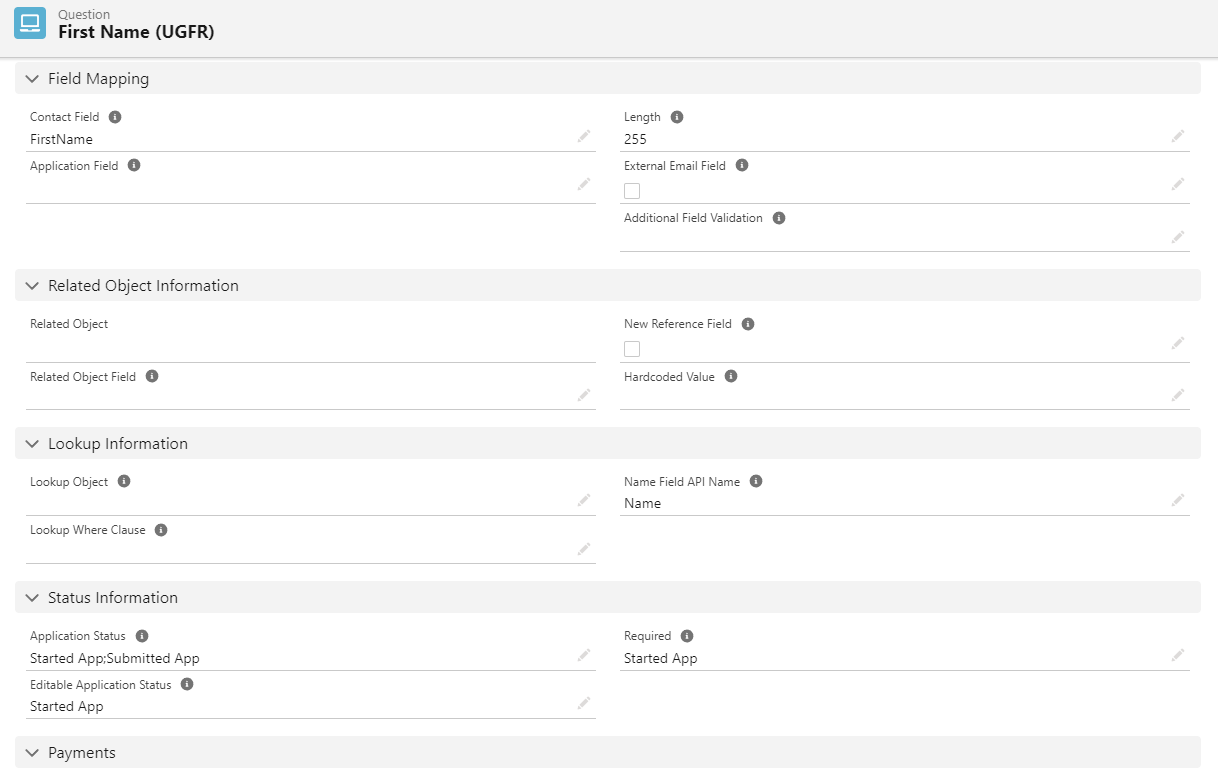 Question
First Name (UGFR)
Field Mapping
Contact Field
Length
FirstName
255
Application Field
External Email Field
Additional Field Validation
Related Object Information
Related Object
New Reference Field
Related Object Field
Hardcoded Value
Lookup Information
Lookup Object
Name Field API Name
Name
Lookup Where Clause
Status Information
Application Status
Required
Started App;Submitted App
Started App
Editable Application Status
Started App
Payments